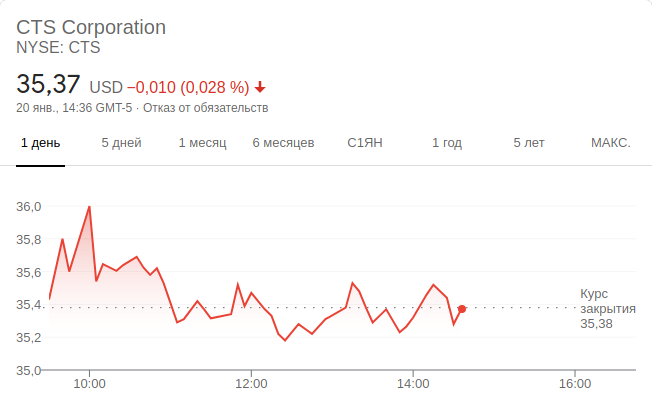 CTS Corporation
NYSE: CTS
35,37 USD −0,010 (0,028 %)
20 янв., 14:36 GMT-5 · Отказ от обязательств
1 день 5 дней 1 месяц 6 месяцев С1ЯН 1 год 5 лет МАКС.
36,0
35,8
35,6
35,4
35,2
35,0
Курс
закрытия
35,38
10:00 12:00 14:00 16:00